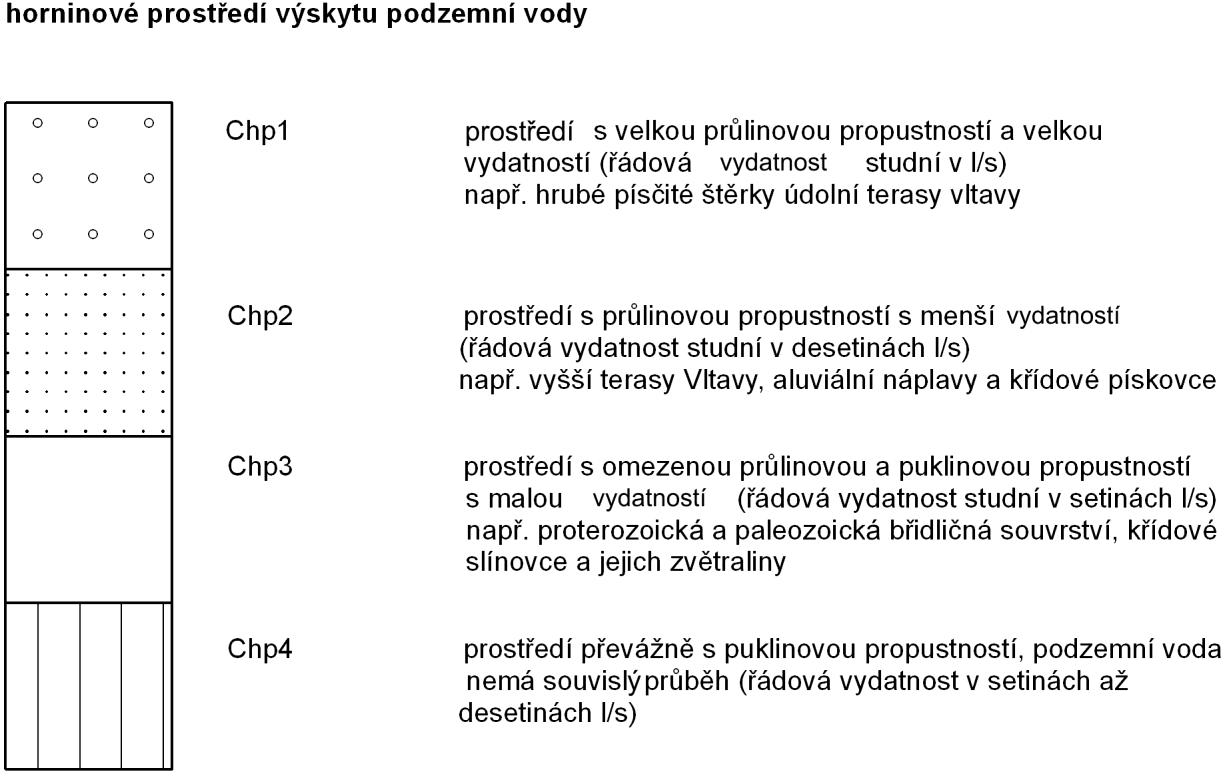 horninové prostředí výskytu podzemní vody
Chp1 prostředí s velkou průlinovou propustností a velkou
vydatností (řádová vydatnost studní v l/s)
např. hrubé písčité štěrky údolní terasy vltavy
Chp2 prostředí s průlinovou propustností s menší vydatností
(řádová vydatnost studní v desetinách l/s)
např. vyšší terasy Vltavy, aluviální náplavy a křídové pískovce
Chp3 prostředí s omezenou průlinovou a puklinovou propustností
s malou vydatností (řádová vydatnost studní v setinách l/s)
např. proterozoická a paleozoická břidličná souvrství, křídové
slínovce a jejich zvětraliny
Chp4 prostředí převážně s puklinovou propustností, podzemní voda
nemá souvislýprůběh (řádová vydatnost v setinách až
desetinách l/s)